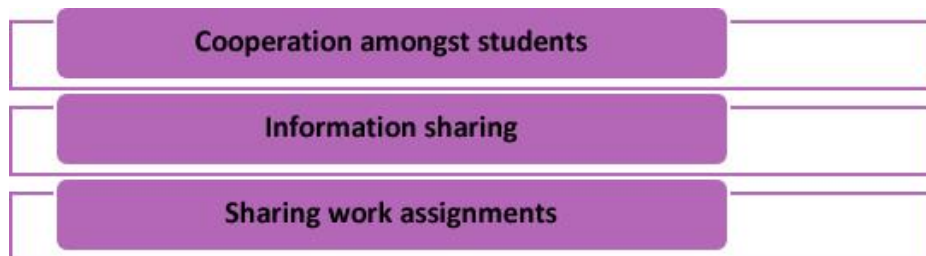 Cooperation amongst students
Information sharing
Sharing work assignments